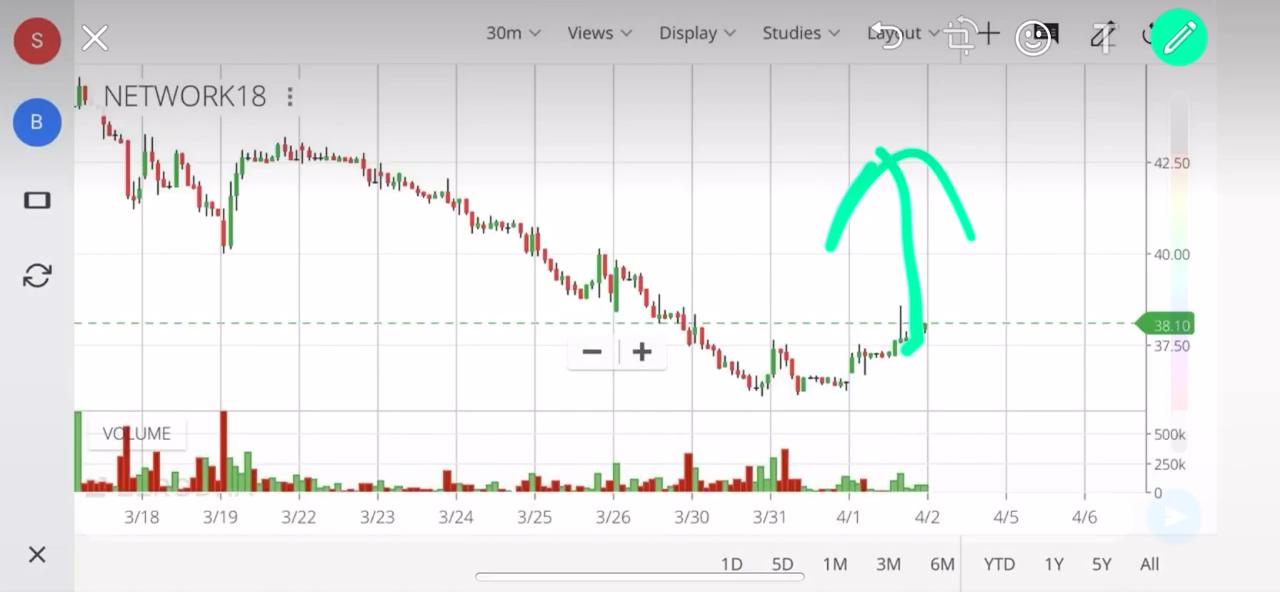 S
30m Views Display Studies Layout
B
NETWORK18
42.50
40.00
38.10
37.50
VOLUME
500k
250k
0
3/18 3/19 3/22 3/23 3/24 3/25 3/26 3/30 3/31 4/1 4/2 4/5 4/6
1D 5D 1M 3M 6M YTD 1Y 5Y All